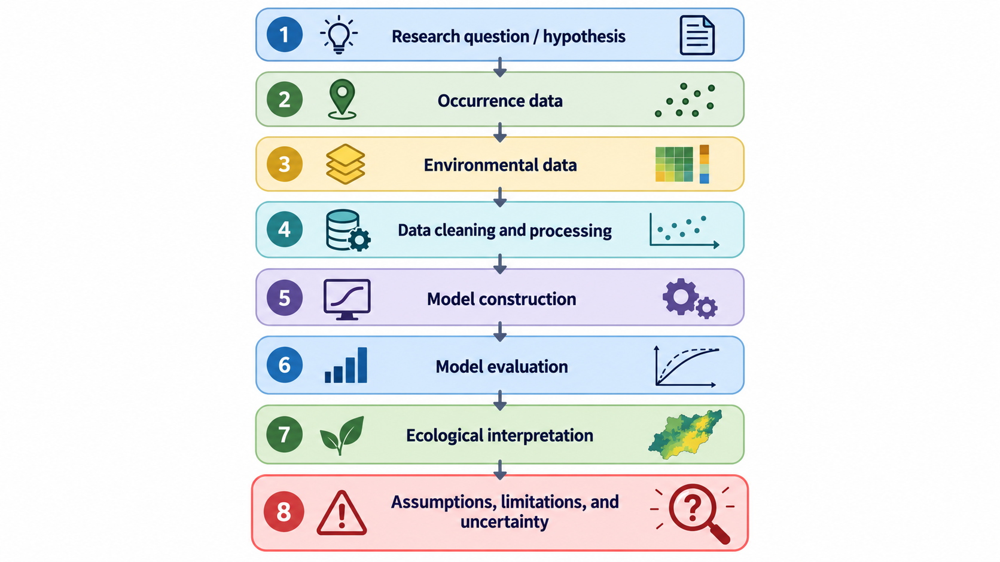 1
Research question / hypothesis
2
Occurrence data
3
Environmental data
4
Data cleaning and processing
5
Model construction
6
Model evaluation
7
Ecological interpretation
8
Assumptions, limitations, and
uncertainty
?